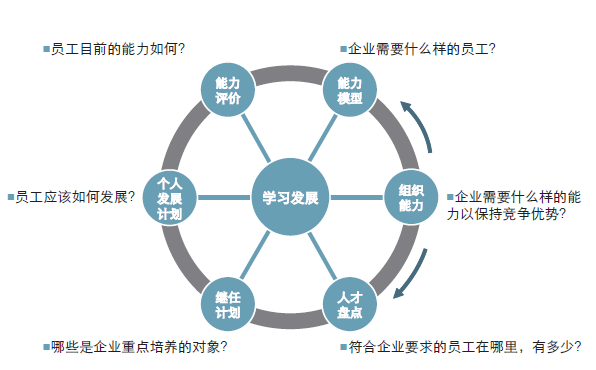 ■员工目前的能力如何?
■企业需要什么样的员工?
能力
评价
能力
模型
■员工应该如何发展?
个人
发展
计划
学习发展
组织
能力
■企业需要什么样的能
力以保持竞争优势?
继任
计划
人才
盘点
■哪些是企业重点培养的对象?
■符合企业要求的员工在哪里，有多少?